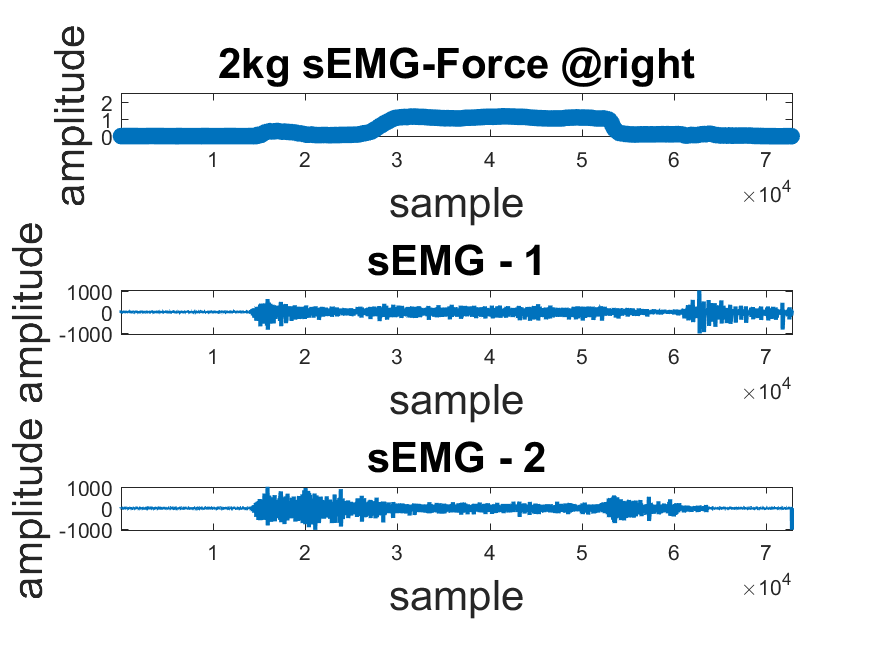 2kg sEMG-Force @right
amplitude
2
1
0
1 2 3 4 5 6 7
×10^4
sample
sEMG - 1
amplitude
1000
0
-1000
1 2 3 4 5 6 7
×10^4
sample
sEMG - 2
amplitude
1000
0
-1000
1 2 3 4 5 6 7
×10^4
sample